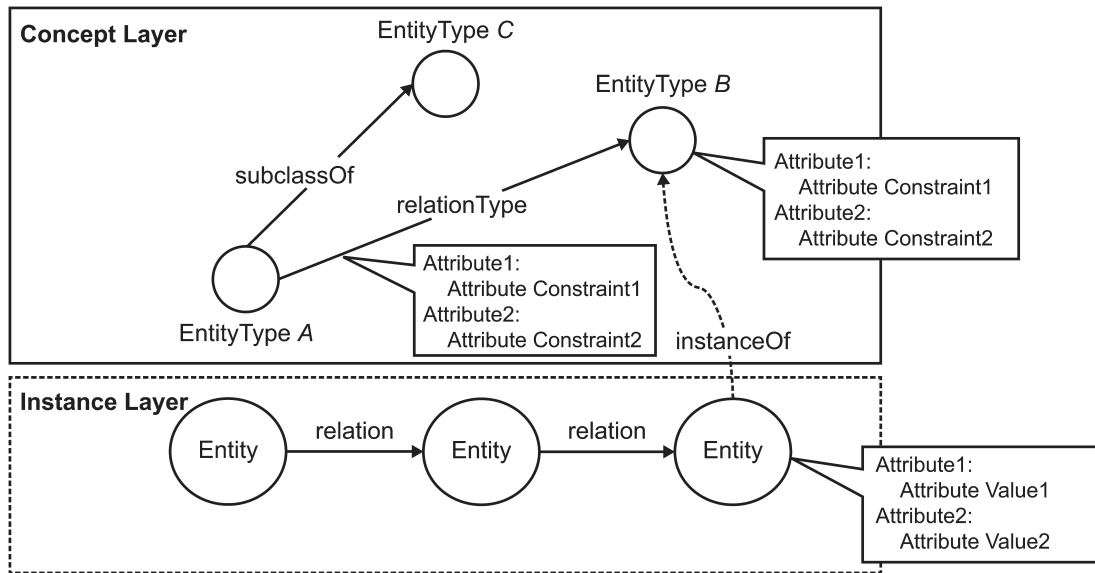 Concept Layer
EntityType C
EntityType B
subclassOf
relationType
Attribute1:
Attribute Constraint1
Attribute2:
Attribute Constraint2
EntityType A
Attribute1:
Attribute Constraint1
Attribute2:
Attribute Constraint2
instanceOf
Instance Layer
Entity
relation
Entity
relation
Entity
Attribute1:
Attribute Value1
Attribute2:
Attribute Value2